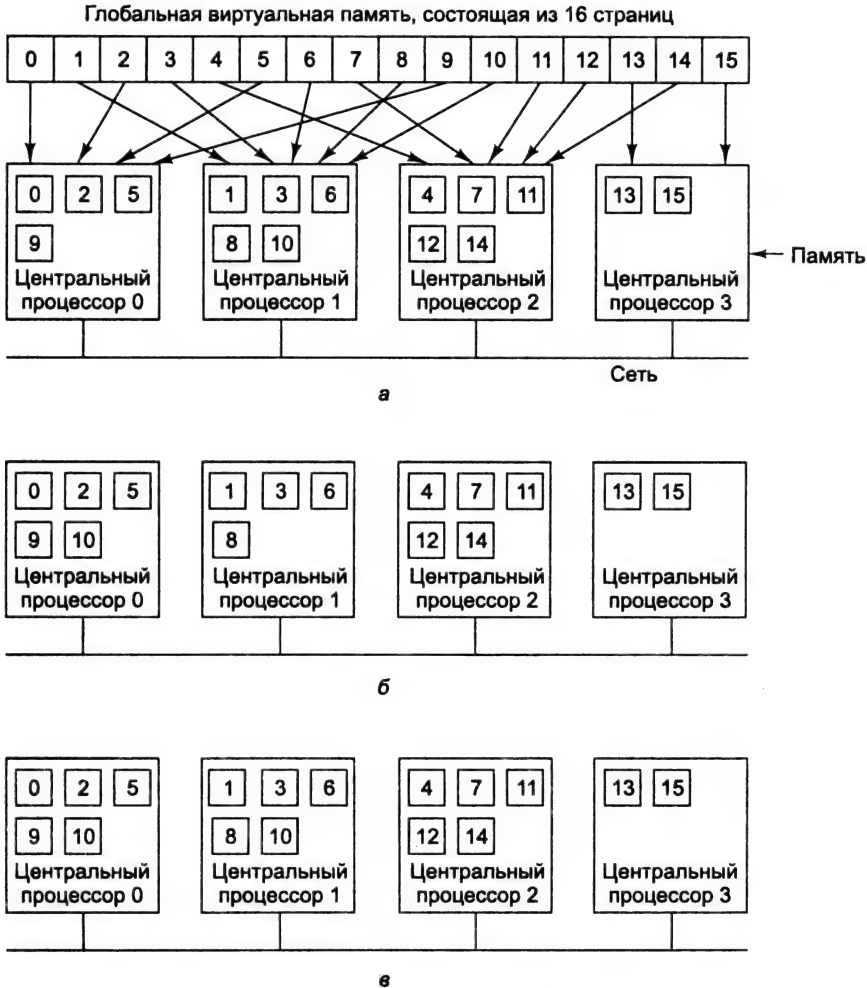 Глобальная виртуальная память, состоящая из 16 страниц
0 1 2 3 4 5 6 7 8 9 10 11 12 13 14 15
0 2 5 1 3 6 4 7 11 13 15
9 8 10 12 14
Память
Центральный Центральный Центральный Центральный
процессор 0 процессор 1 процессор 2 процессор 3
Сеть
а
0 2 5 1 3 6 4 7 11 13 15
9 10 8 12 14
Центральный Центральный Центральный Центральный
процессор 0 процессор 1 процессор 2 процессор 3
б
0 2 5 1 3 6 4 7 11 13 15
9 10 8 10 12 14
Центральный Центральный Центральный Центральный
процессор 0 процессор 1 процессор 2 процессор 3
в